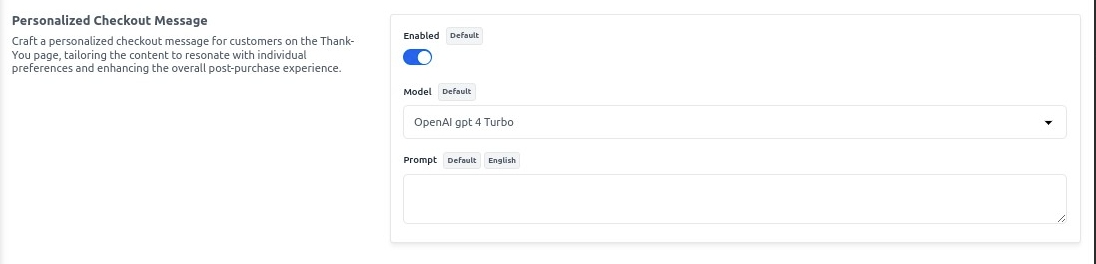 Personalized Checkout Message
Craft a personalized checkout message for customers on the Thank-
You page, tailoring the content to resonate with individual
preferences and enhancing the overall post-purchase experience.
Enabled Default
Model Default
OpenAI gpt 4 Turbo
Prompt Default English